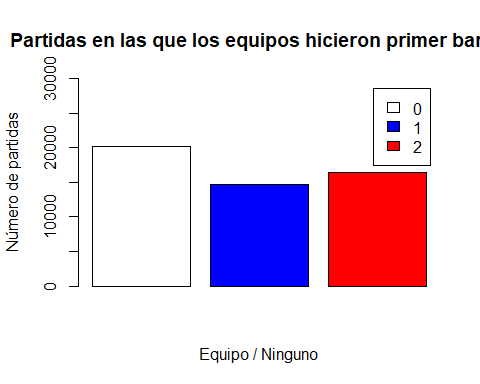 Partidas en las que los equipos hicieron primer bar
30000
20000
10000
0
Número de partidas
0
1
2
Equipo / Ninguno